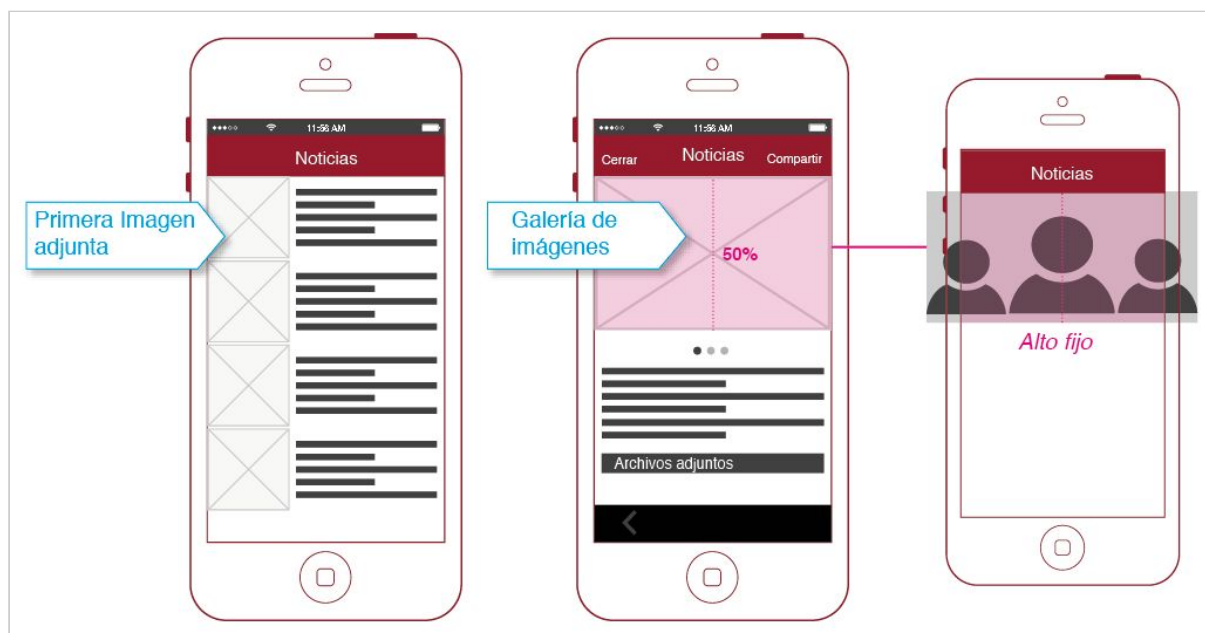 11:56 AM
Noticias
Primera Imagen
adjunta
11:56 AM
Cerrar
Noticias
Compartir
Galería de
imágenes
50%
Archivos adjuntos
Noticias
Alto fijo